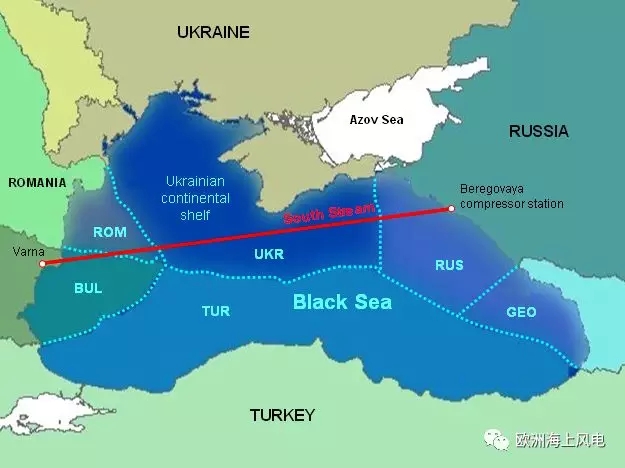 UKRAINE
Azov Sea
RUSSIA
ROMANIA
Ukrainian
continental
shelf
Beregovaya
compressor station
South Stream
ROM
Varna
UKR
RUS
BUL
Black Sea
TUR
GEO
TURKEY
欧洲海上风电